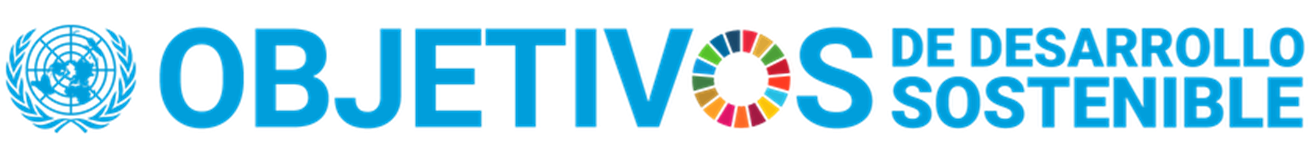 OBJETIVOS
DE DESARROLLO
SOSTENIBLE